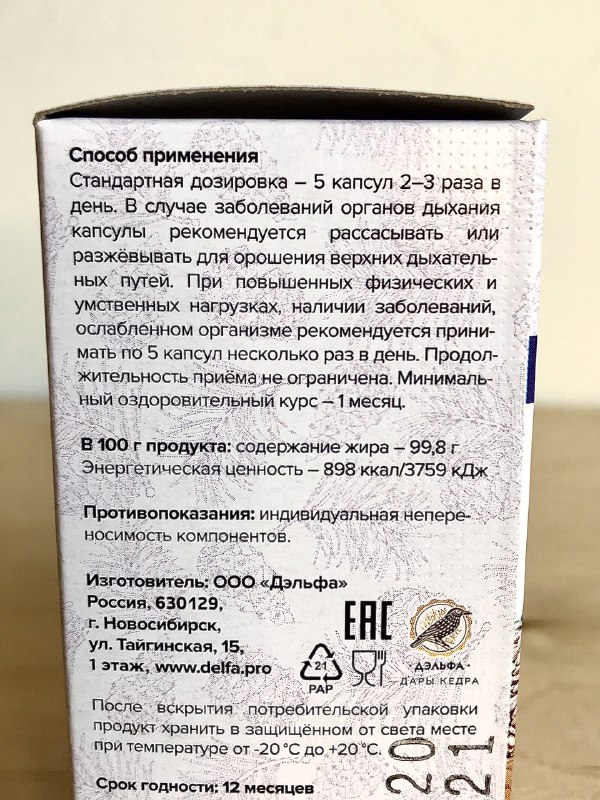 Способ применения
Стандартная дозировка – 5 капсул 2–3 раза в
день. В случае заболеваний органов дыхания
капсулы рекомендуется рассасывать или
разжёвывать для орошения верхних дыхатель-
ных путей. При повышенных физических и
умственных нагрузках, наличии заболеваний,
ослабленном организме рекомендуется прини-
мать по 5 капсул несколько раз в день. Продол-
жительность приёма не ограничена. Минималь-
ный оздоровительный курс – 1 месяц.
В 100 г продукта: содержание жира – 99,8 г
Энергетическая ценность – 898 ккал/3759 кДж
Противопоказания: индивидуальная непере-
носимость компонентов.
Изготовитель: ООО «Дэльфа»
Россия, 630129,
г. Новосибирск,
ул. Тайгинская, 15,
1 этаж, www.delfa.pro
EAC
21
PAP
ДЭЛЬФА
ДАРЫ КЕДРА
После вскрытия потребительской упаковки
продукт хранить в защищённом от света месте
при температуре от -20 °С до +20 °С.
Срок годности: 12 месяцев
20
21